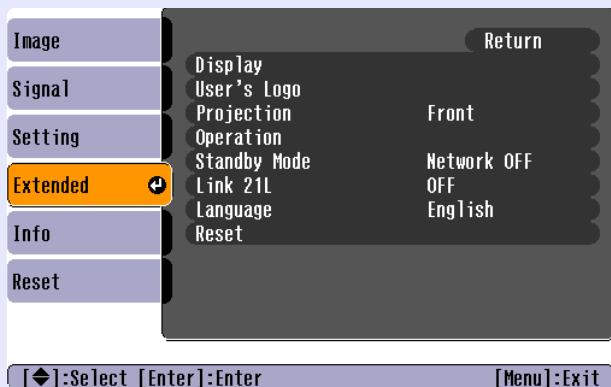 Image
Signal
Setting
Extended
Info
Reset
Return
Display
User's Logo
Projection Front
Operation
Standby Mode Network OFF
Link 21L OFF
Language English
Reset
[◆]:Select [Enter]:Enter [Menu]:Exit